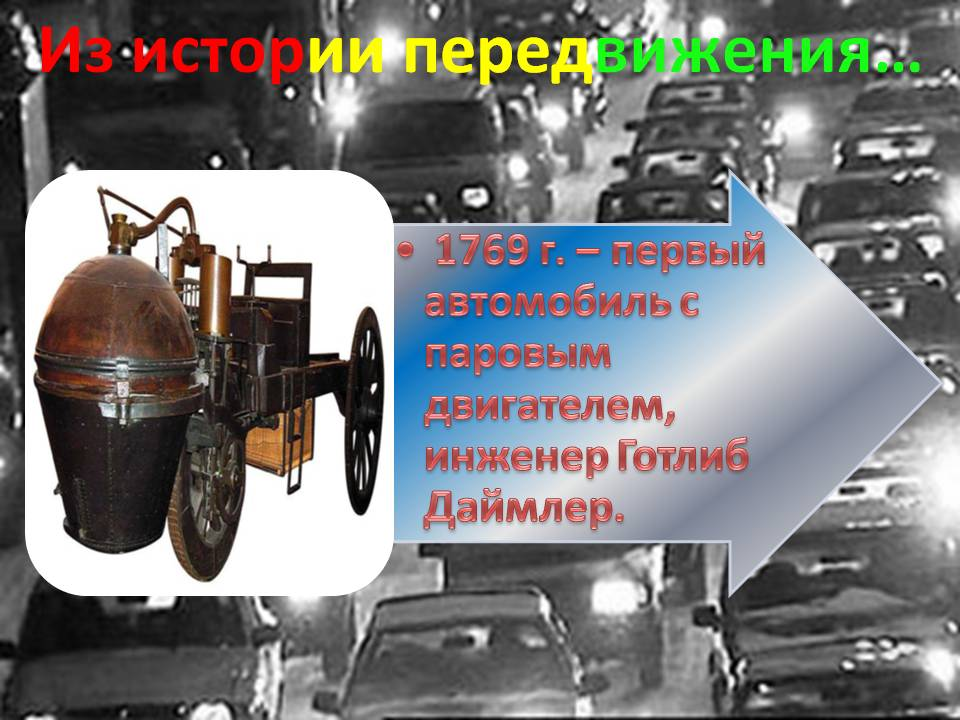 Из истории передвижения...
• 1769 г. – первый
автомобиль с
паровым
двигателем,
инженер Готлиб
Даймлер.